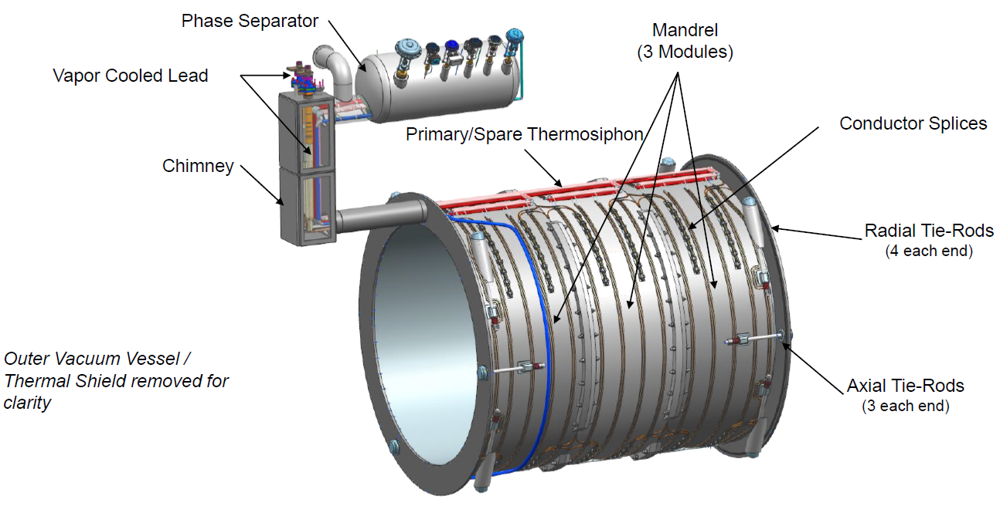 Phase Separator
Mandrel
(3 Modules)
Vapor Cooled Lead
Primary/Spare Thermosiphon
Conductor Splices
Chimney
Radial Tie-Rods
(4 each end)
Outer Vacuum Vessel /
Thermal Shield removed for
clarity
Axial Tie-Rods
(3 each end)